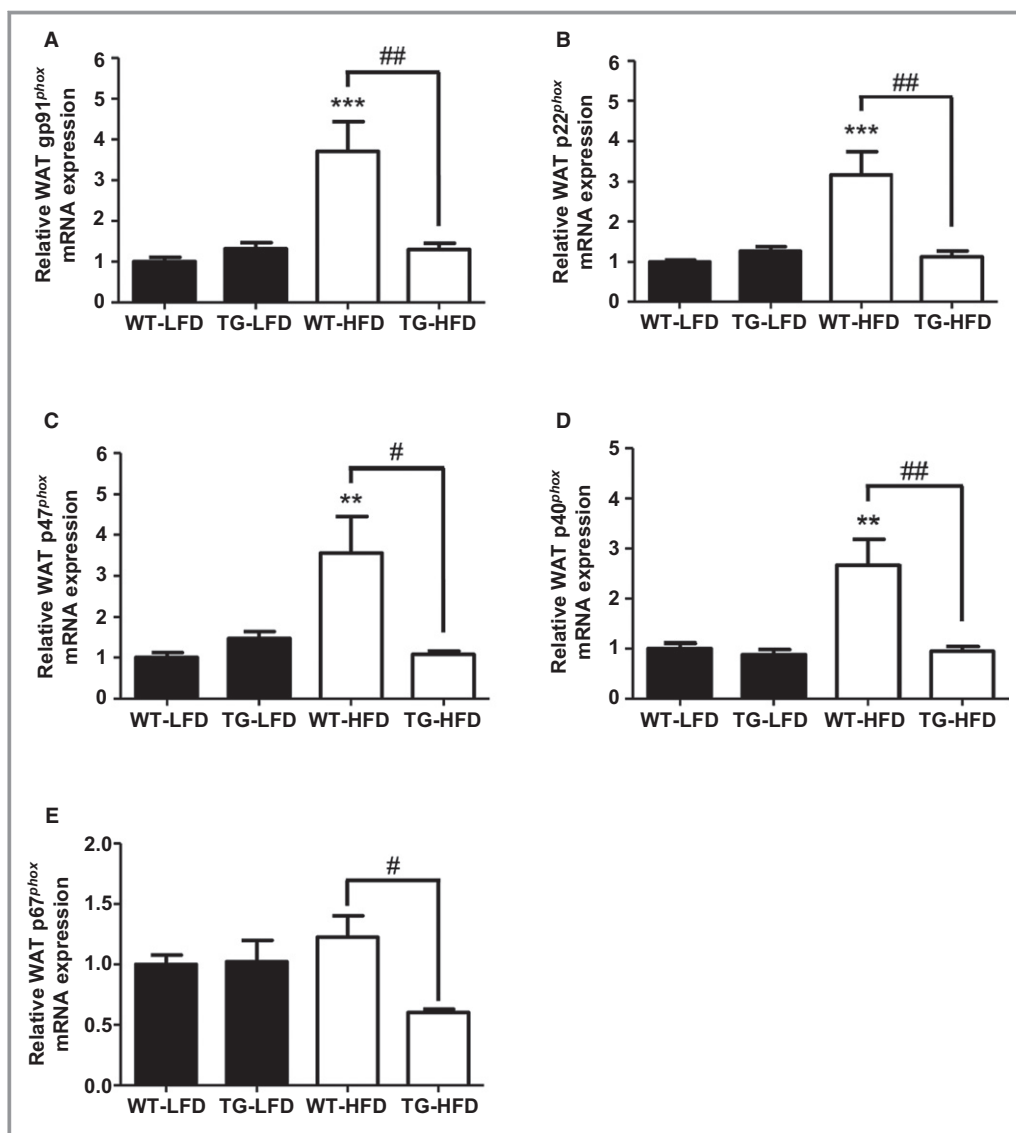 A
Relative WAT gp91phox
mRNA expression
6
5
4
3
2
1
0
##
***
WT-LFD TG-LFD WT-HFD TG-HFD
B
Relative WAT p22phox
mRNA expression
6
5
4
3
2
1
0
##
***
WT-LFD TG-LFD WT-HFD TG-HFD
C
Relative WAT p47phox
mRNA expression
6
5
4
3
2
1
0
#
**
WT-LFD TG-LFD WT-HFD TG-HFD
D
Relative WAT p40phox
mRNA expression
5
4
3
2
1
0
##
**
WT-LFD TG-LFD WT-HFD TG-HFD
E
Relative WAT p67phox
mRNA expression
2.0
1.5
1.0
0.5
0.0
#
WT-LFD TG-LFD WT-HFD TG-HFD